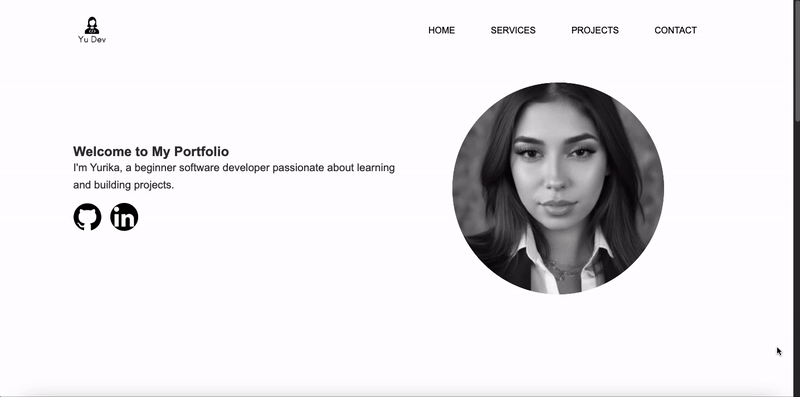 Yu Dev
HOME SERVICES PROJECTS CONTACT
Welcome to My Portfolio
I'm Yurika, a beginner software developer passionate about learning
and building projects.
in